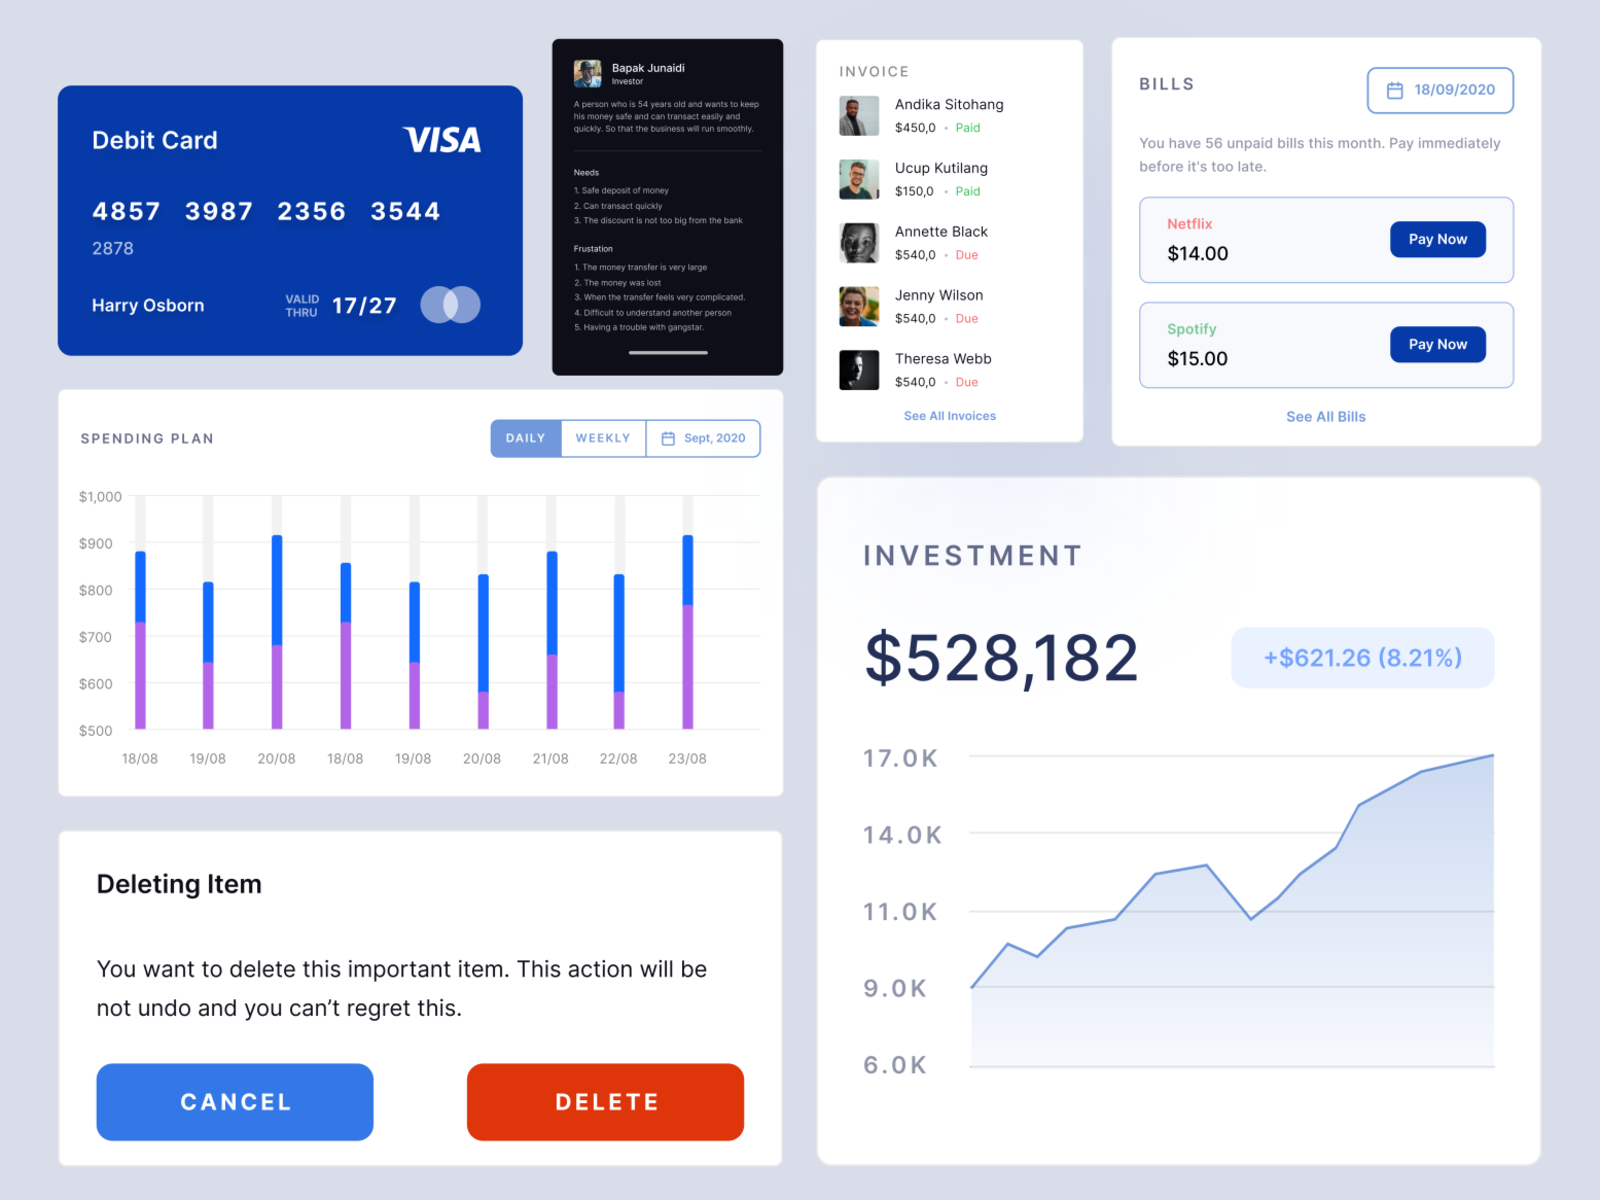 Debit Card
VISA
4857 3987 2356 3544
2878
Harry Osborn
VALID
THRU
17/27
Bapak Junaidi
Investor
A person who is 54 years old and wants to keep
his money safe and can transact easily and
quickly. So that the business will run smoothly.
Needs
1. Safe deposit of money
2. Can transact quickly
3. The discount is not too big from the bank
Frustation
1. The money transfer is very large
2. The money was lost
3. When the transfer feels very complicated.
4. Difficult to understand another person
5. Having a trouble with gangstar.
INVOICE
Andika Sitohang
$450,0 • Paid
Ucup Kutilang
$150,0 • Paid
Annette Black
$540,0 • Due
Jenny Wilson
$540,0 • Due
Theresa Webb
$540,0 • Due
See All Invoices
BILLS
18/09/2020
You have 56 unpaid bills this month. Pay immediately
before it's too late.
Netflix
$14.00
Pay Now
Spotify
$15.00
Pay Now
See All Bills
SPENDING PLAN
DAILY
WEEKLY
Sept, 2020
$1,000
$900
$800
$700
$600
$500
18/08 19/08 20/08 18/08 19/08 20/08 21/08 22/08 23/08
INVESTMENT
$528,182
+$621.26 (8.21%)
17.0K
14.0K
11.0K
9.0K
6.0K
Deleting Item
You want to delete this important item. This action will be
not undo and you can’t regret this.
CANCEL
DELETE